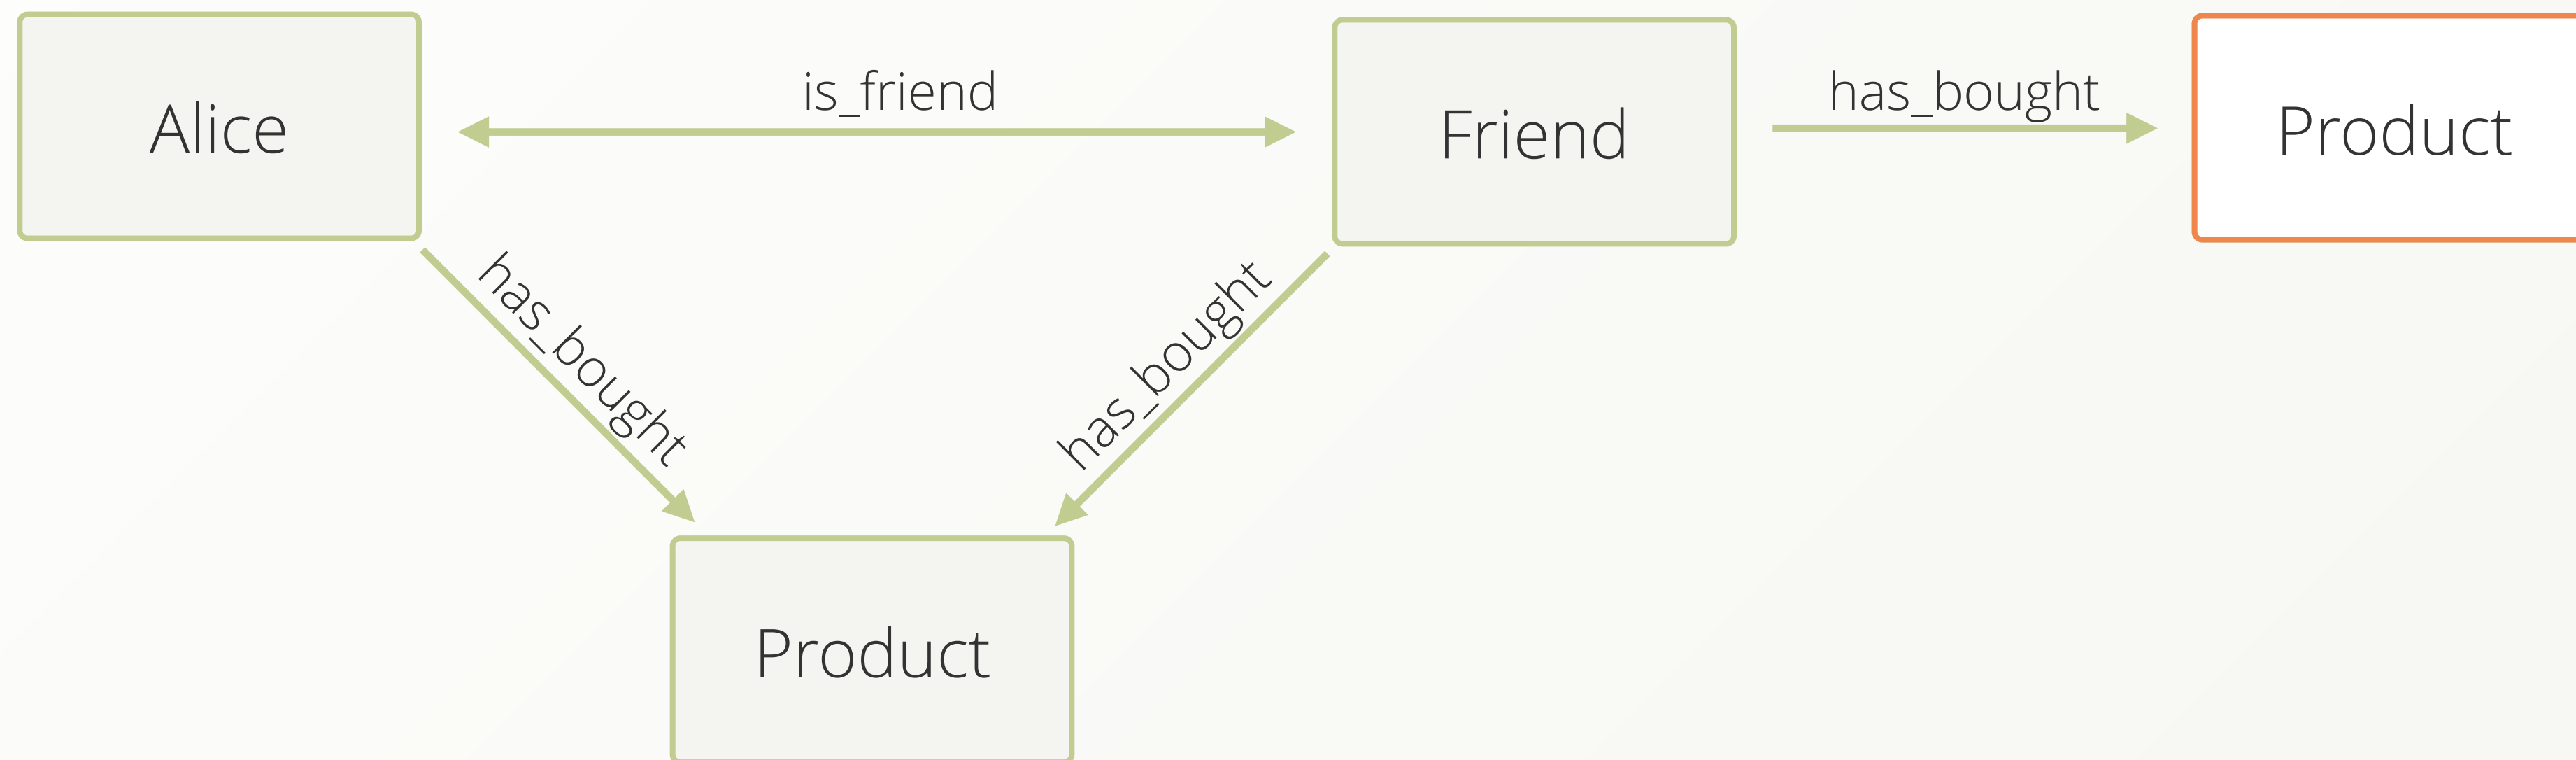 Alice
is_friend
Friend
has_bought
Product
has_bought
has_bought
Product